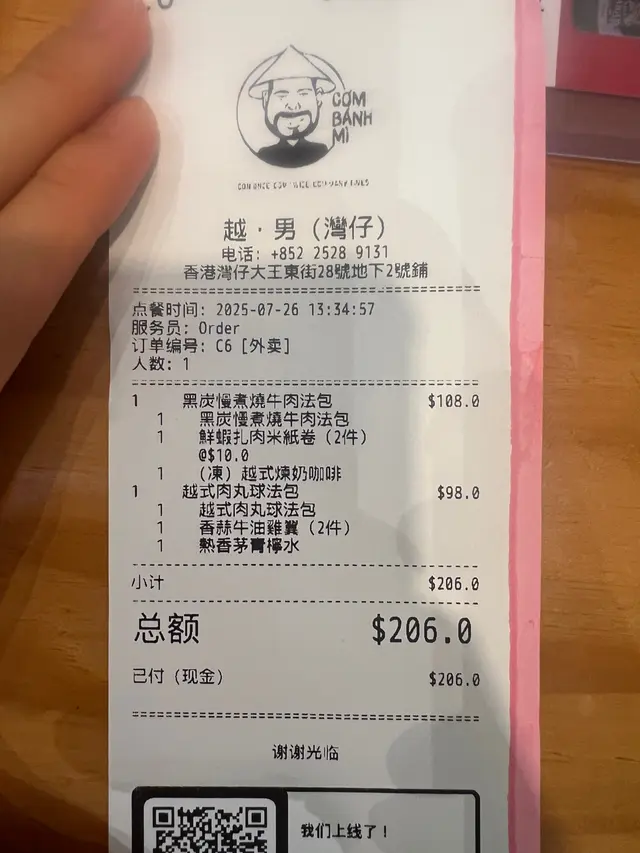 CƠM
BÁNH
MÌ
越·男（灣仔）
电话: +852 2528 9131
香港灣仔大王東街28號地下2號鋪
点餐时间: 2025-07-26 13:34:57
服务员: Order
订单编号: C6 [外卖]
人数: 1
1 黑炭慢煮燒牛肉法包 $108.0
1 黑炭慢煮燒牛肉法包
1 鮮蝦扎肉米紙卷（2件）
@$10.0
1 （凍）越式煉奶咖啡
1 越式肉丸球法包 $98.0
1 越式肉丸球法包
1 香蒜牛油雞翼（2件）
1 熱香茅青檸水
小计 $206.0
总额 $206.0
已付（现金） $206.0
谢谢光临
我们上线了！